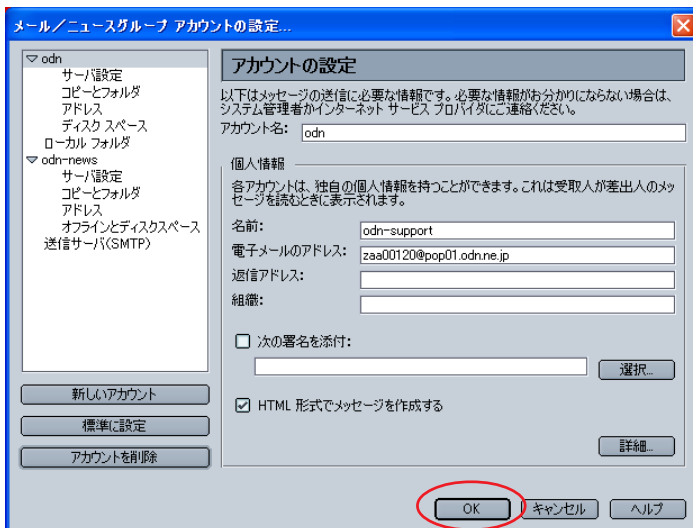 メール／ニュースグループ アカウントの設定...
odn
サーバ設定
コピーとフォルダ
アドレス
ディスク スペース
ローカル フォルダ
odn-news
サーバ設定
コピーとフォルダ
アドレス
オフラインとディスクスペース
送信サーバ(SMTP)
新しいアカウント
標準に設定
アカウントを削除
アカウントの設定
以下はメッセージの送信に必要な情報です。必要な情報がお分かりにならない場合は、
システム管理者かインターネット サービス プロバイダにご連絡ください。
アカウント名: odn
個人情報
各アカウントは、独自の個人情報を持つことができます。これは受取人が差出人のメッ
セージを読むときに表示されます。
名前: odn-support
電子メールのアドレス: zaa00120@pop01.odn.ne.jp
返信アドレス:
組織:
次の署名を添付:
選択...
HTML 形式でメッセージを作成する
詳細...
OK キャンセル ヘルプ